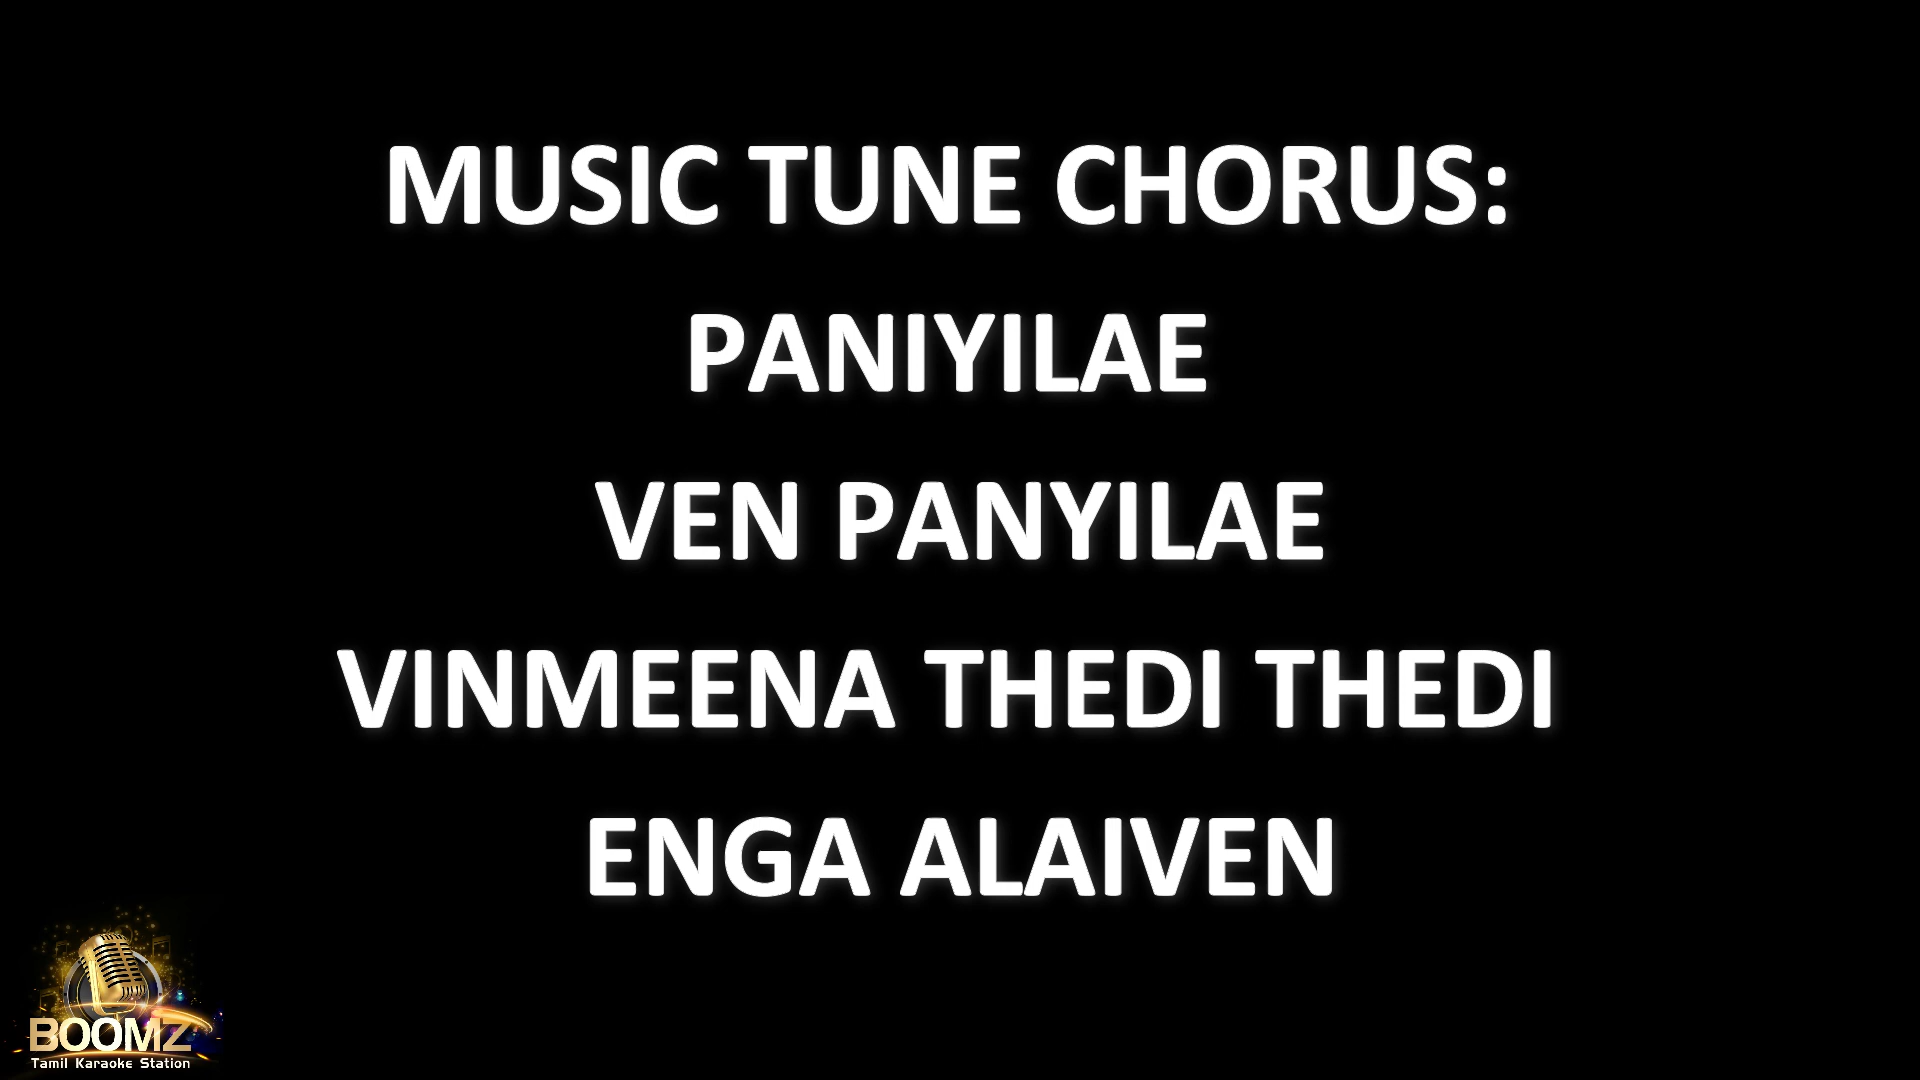 MUSIC TUNE CHORUS:
PANIYILAE
VEN PANYILAE
VINMEENA THEDI THEDI
ENGA ALAIVEN
BOOMZ
Tamil Karaoke Station